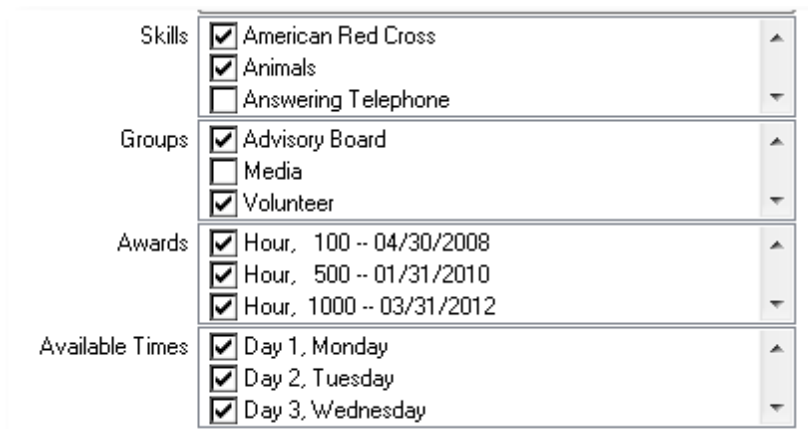 Skills American Red Cross
Animals
Answering Telephone
Groups Advisory Board
Media
Volunteer
Awards Hour, 100 -- 04/30/2008
Hour, 500 -- 01/31/2010
Hour, 1000 -- 03/31/2012
Available Times Day 1, Monday
Day 2, Tuesday
Day 3, Wednesday